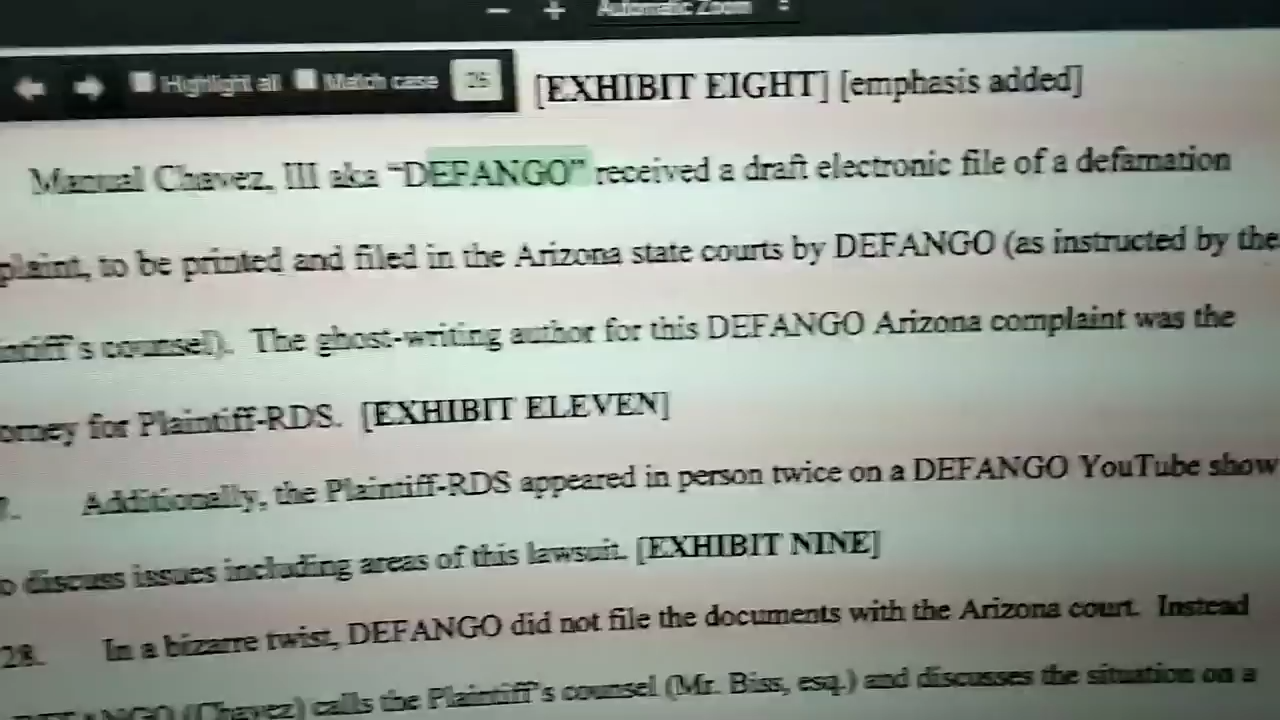 − + Automatic Zoom
Highlight all Match case 26
[EXHIBIT EIGHT] [emphasis added]
Manual Chavez, III aka “DEFANGO” received a draft electronic file of a defamation
plaint, to be printed and filed in the Arizona state courts by DEFANGO (as instructed by the
ntiff's counsel). The ghost-writing author for this DEFANGO Arizona complaint was the
orney for Plaintiff-RDS. [EXHIBIT ELEVEN]
7. Additionally, the Plaintiff-RDS appeared in person twice on a DEFANGO YouTube show
o discuss issues including areas of this lawsuit. [EXHIBIT NINE]
28. In a bizarre twist, DEFANGO did not file the documents with the Arizona court. Instead
DEFANGO (Chavez) calls the Plaintiff's counsel (Mr. Biss, esq.) and discusses the situation on a